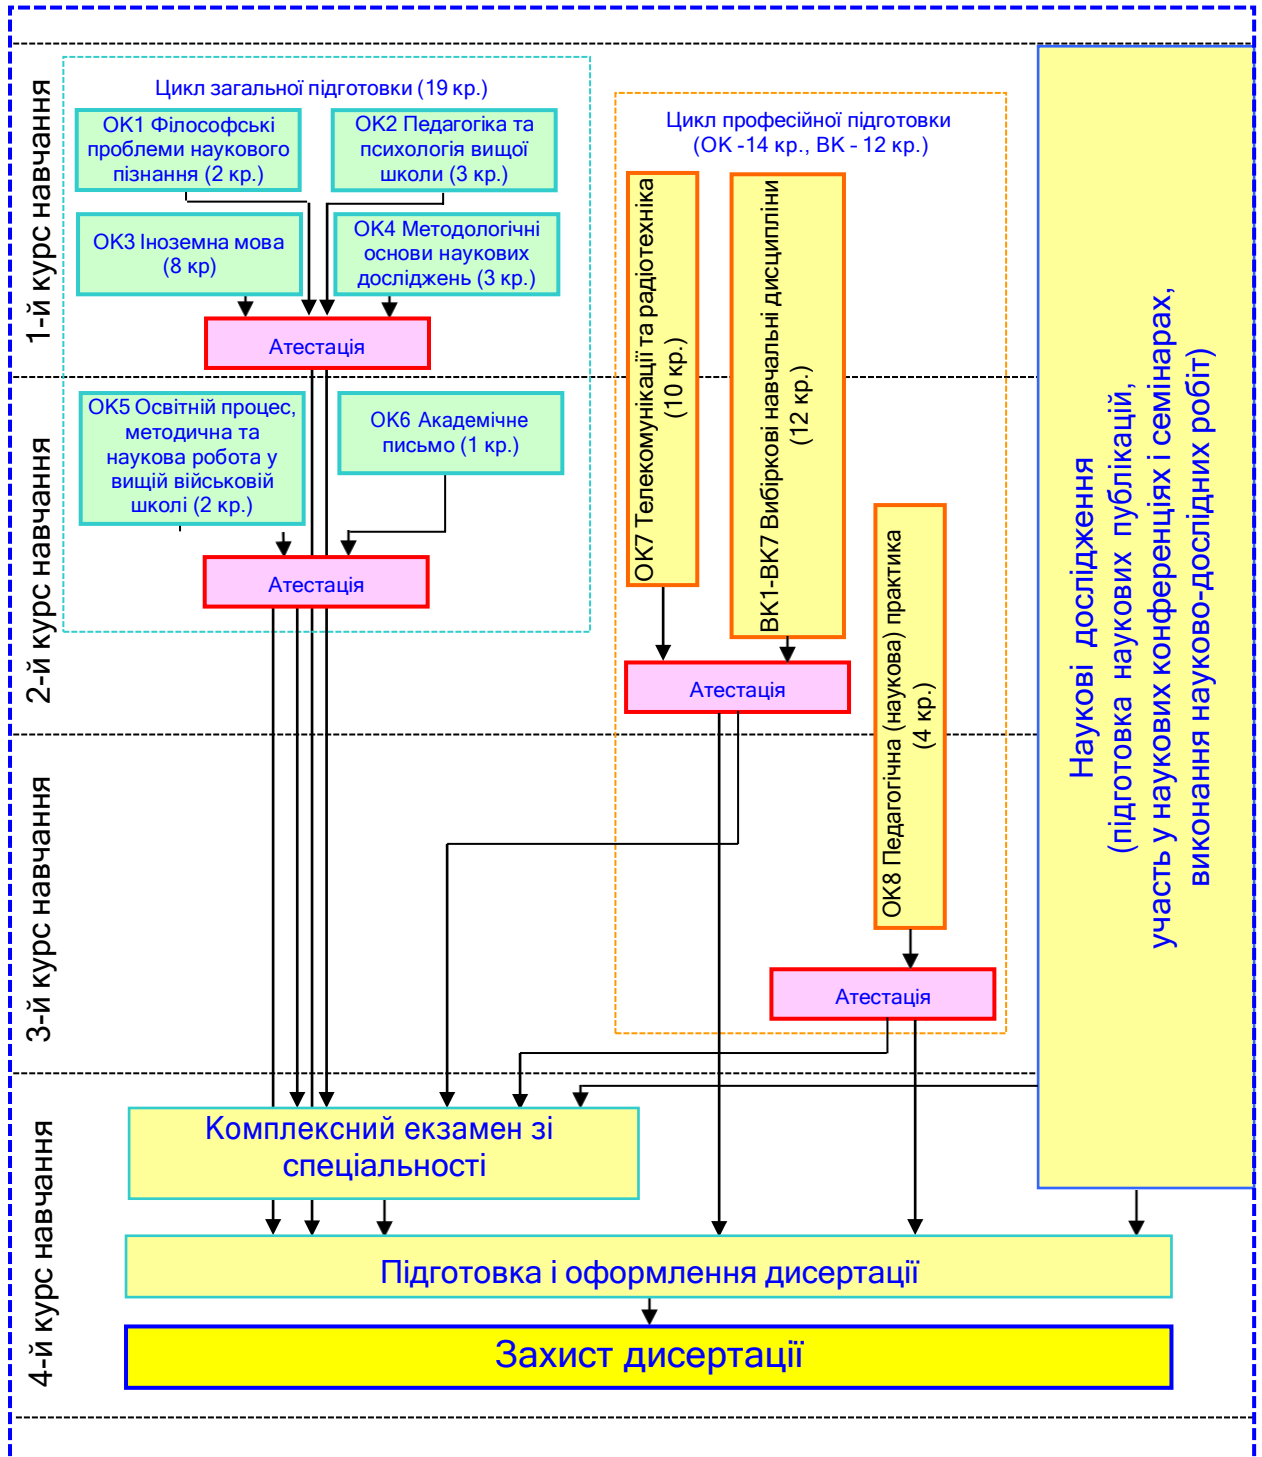 1-й курс навчання
Цикл загальної підготовки (19 кр.)
ОК1 Філософські
проблеми наукового
пізнання (2 кр.)
ОК2 Педагогіка та
психологія вищої
школи (3 кр.)
ОК3 Іноземна мова
(8 кр)
ОК4 Методологічні
основи наукових
досліджень (3 кр.)
Атестація
2-й курс навчання
ОК5 Освітній процес,
методична та
наукова робота у
вищій військовій
школі (2 кр.)
ОК6 Академічне
письмо (1 кр.)
Атестація
Цикл професійної підготовки
(ОК -14 кр., ВК - 12 кр.)
ОК7 Телекомунікації та радіотехніка
(10 кр.)
ВК1-ВК7 Вибіркові навчальні дисципліни
(12 кр.)
Атестація
3-й курс навчання
ОК8 Педагогічна (наукова) практика
(4 кр.)
Атестація
Наукові дослідження
(підготовка наукових публікацій,
участь у наукових конференціях і семінарах,
виконання науково-дослідних робіт)
4-й курс навчання
Комплексний екзамен зі
спеціальності
Підготовка і оформлення дисертації
Захист дисертації